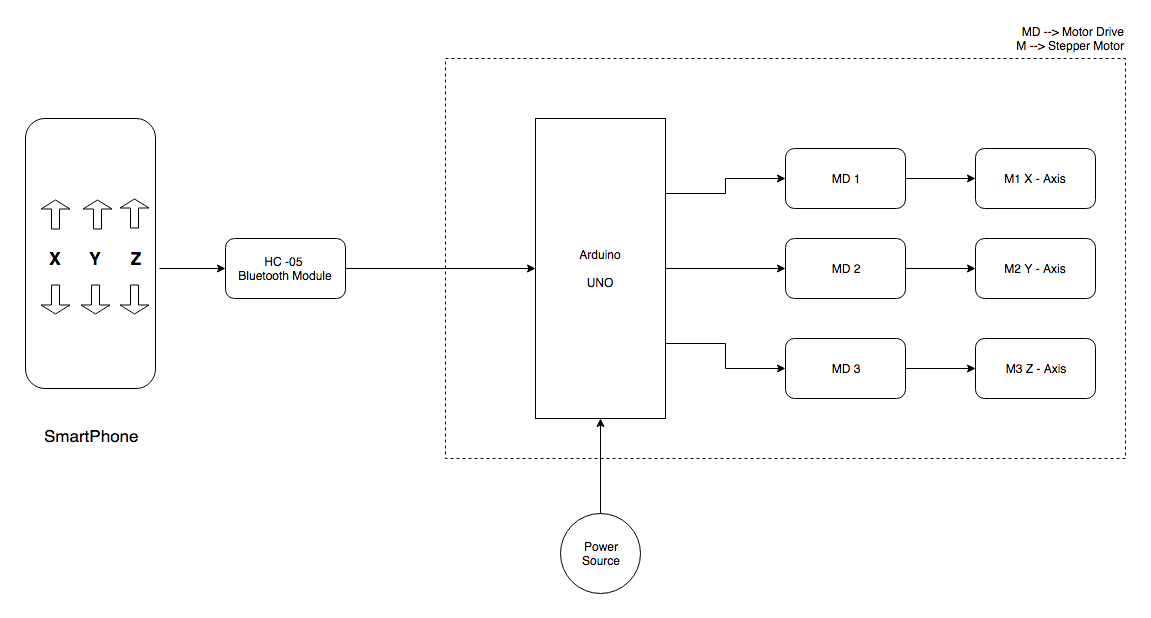 MD --> Motor Drive
M --> Stepper Motor
X Y Z
SmartPhone
HC -05
Bluetooth Module
Arduino
UNO
MD 1
M1 X - Axis
MD 2
M2 Y - Axis
MD 3
M3 Z - Axis
Power
Source